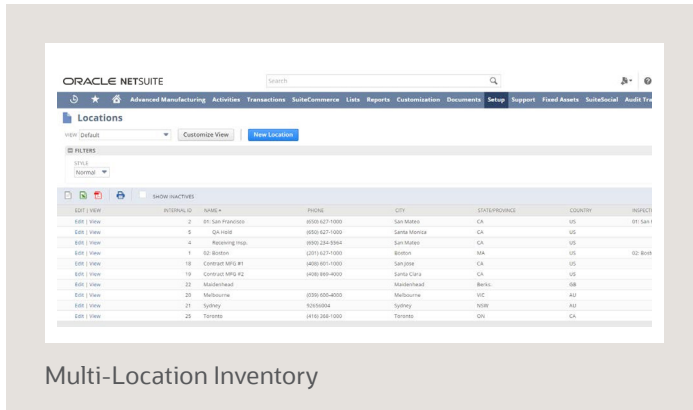 ORACLE NETSUITE Search
Advanced Manufacturing Activities Transactions SuiteCommerce Lists Reports Customization Documents Setup Support Fixed Assets SuiteSocial Audit Tra
Locations
VIEW Default Customize View New Location
FILTERS
STYLE
Normal
SHOW INACTIVES
EDIT | VIEW INTERNAL ID NAME PHONE CITY STATE/PROVINCE COUNTRY INSPECTI
Edit | View 2 01: San Francisco (650) 627-1000 San Mateo CA US 01: San
Edit | View 5 QA Hold (650) 627-1000 Santa Monica CA US
Edit | View 4 Receiving Insp. (650) 234-5564 San Mateo CA US
Edit | View 1 02: Boston (201) 627-1000 Boston MA US 02: Bost
Edit | View 18 Contract MFG #1 (408) 601-1000 San Jose CA US
Edit | View 19 Contract MFG #2 (408) 869-4000 Santa Clara CA US
Edit | View 22 Maidenhead Maidenhead Berks GB
Edit | View 20 Melbourne Melbourne VIC AU
Edit | View 21 Sydney 92656004 Sydney NSW AU
Edit | View 25 Toronto (416) 388-1000 Toronto ON CA
Multi-Location Inventory